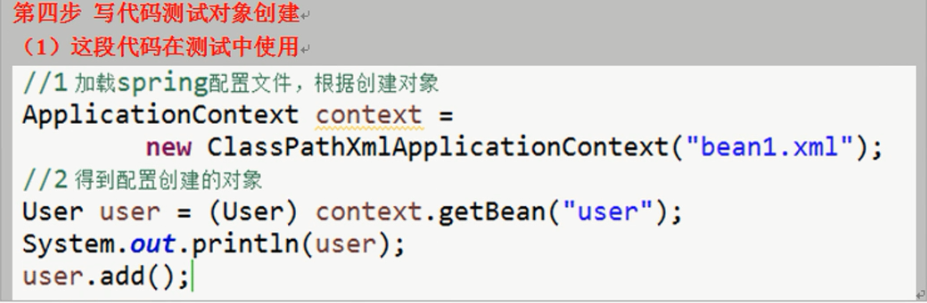 第四步 写代码测试对象创建
（1）这段代码在测试中使用
//1 加载spring配置文件，根据创建对象
ApplicationContext context =
new ClassPathXmlApplicationContext("bean1.xml");
//2 得到配置创建的对象
User user = (User) context.getBean("user");
System.out.println(user);
user.add();